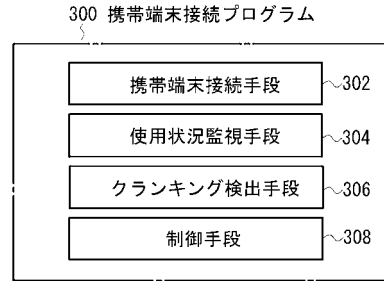 300 携帯端末接続プログラム
携帯端末接続手段
302
使用状況監視手段
304
クランキング検出手段
306
制御手段
308